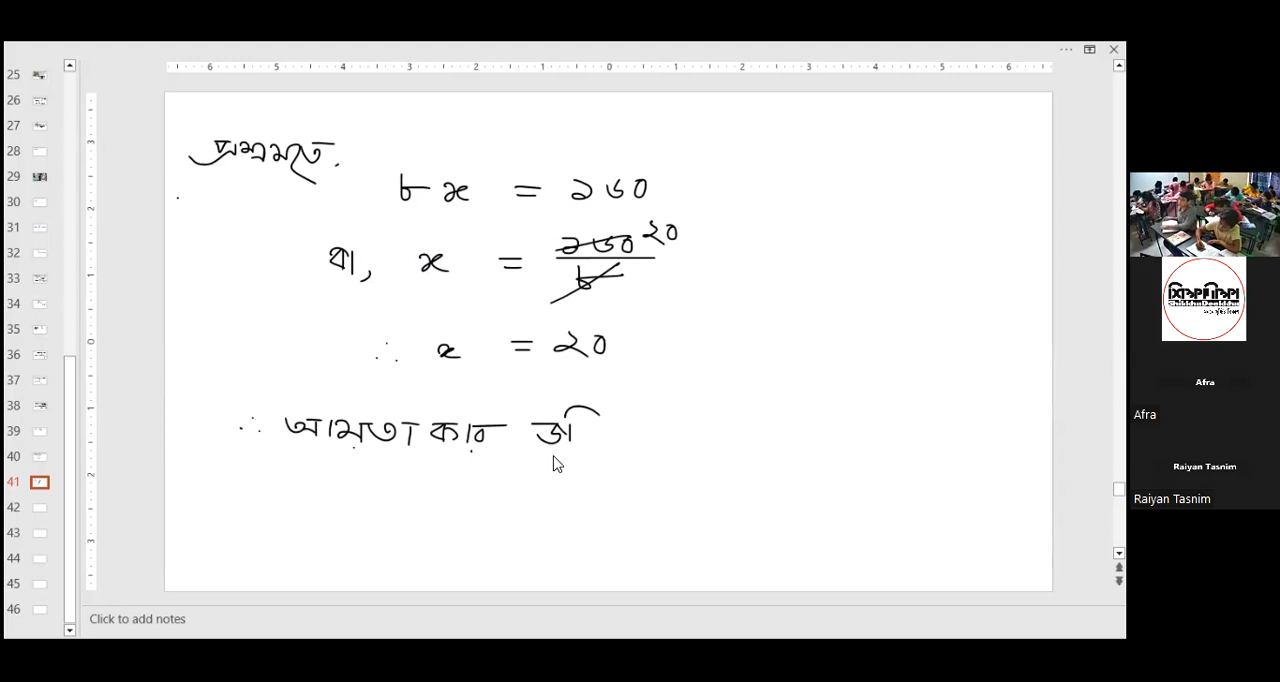 প্রশ্নমতে,
৮x = ১৬০
বা, x = ১৬০/৮ ২০
∴ x = ২০
∴ আয়তাকার জমি
25
26
27
28
29
30
31
32
33
34
35
36
37
38
39
40
41
42
43
44
45
46
Click to add notes
Afra
Afra
Raiyan Tasnim
Raiyan Tasnim